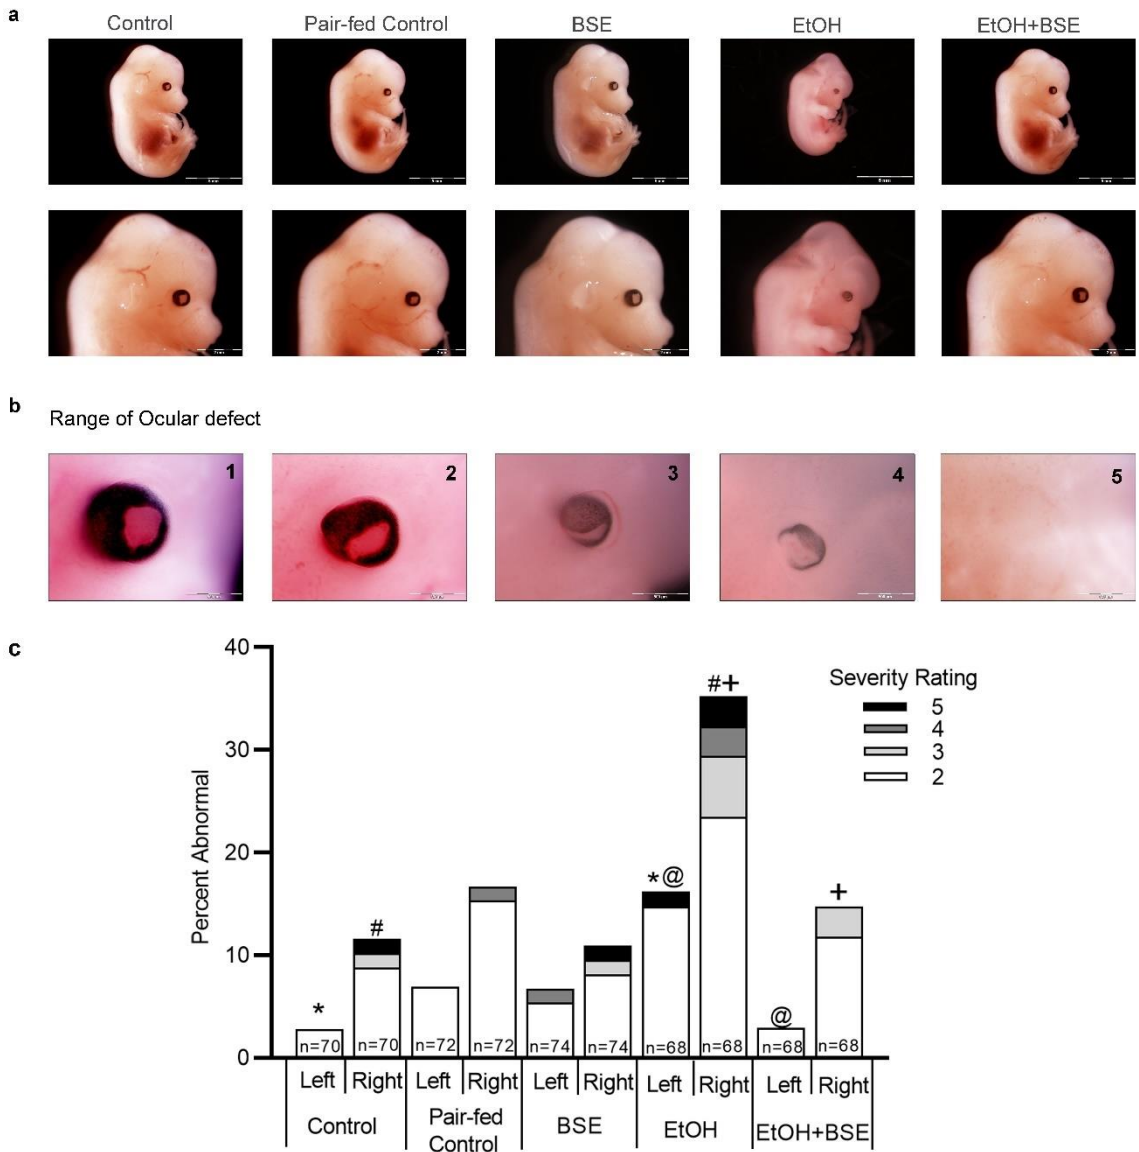 a
Control Pair-fed Control BSE EtOH EtOH+BSE
b
Range of Ocular defect
1 2 3 4 5
c
Percent Abnormal
40
30
20
10
0
Severity Rating
5
4
3
2
* # *@ #+ @ +
n=70 n=70 n=72 n=72 n=74 n=74 n=68 n=68 n=68 n=68
Left Right Left Right Left Right Left Right Left Right
Control Pair-fed Control BSE EtOH EtOH+BSE